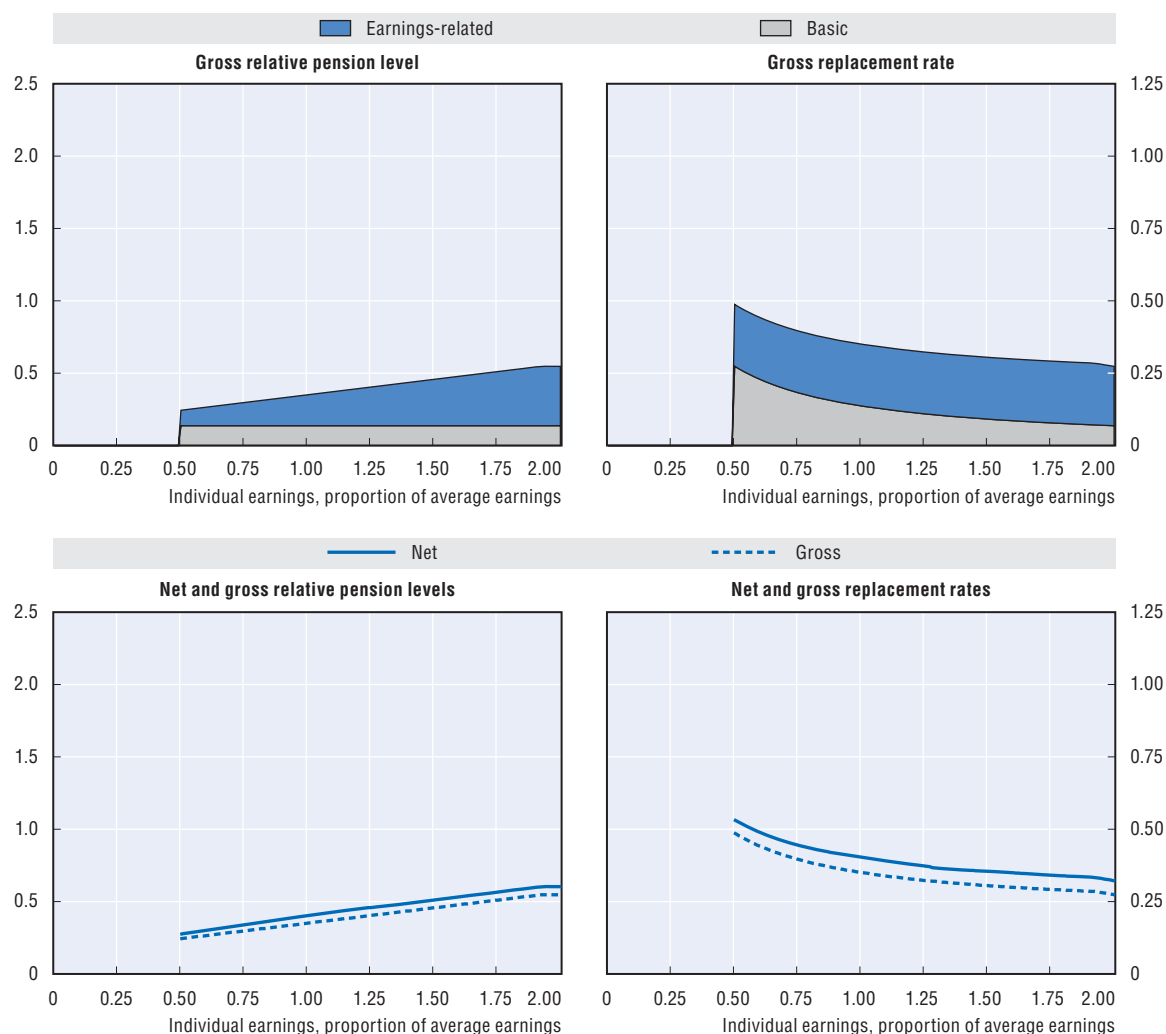 Earnings-related Basic
Gross relative pension level
2.5
2.0
1.5
1.0
0.5
0
0 0.25 0.50 0.75 1.00 1.25 1.50 1.75 2.00
Individual earnings, proportion of average earnings
Gross replacement rate
1.25
1.00
0.75
0.50
0.25
0
0 0.25 0.50 0.75 1.00 1.25 1.50 1.75 2.00
Individual earnings, proportion of average earnings
Net Gross
Net and gross relative pension levels
2.5
2.0
1.5
1.0
0.5
0
0 0.25 0.50 0.75 1.00 1.25 1.50 1.75 2.00
Individual earnings, proportion of average earnings
Net and gross replacement rates
1.25
1.00
0.75
0.50
0.25
0
0 0.25 0.50 0.75 1.00 1.25 1.50 1.75 2.00
Individual earnings, proportion of average earnings